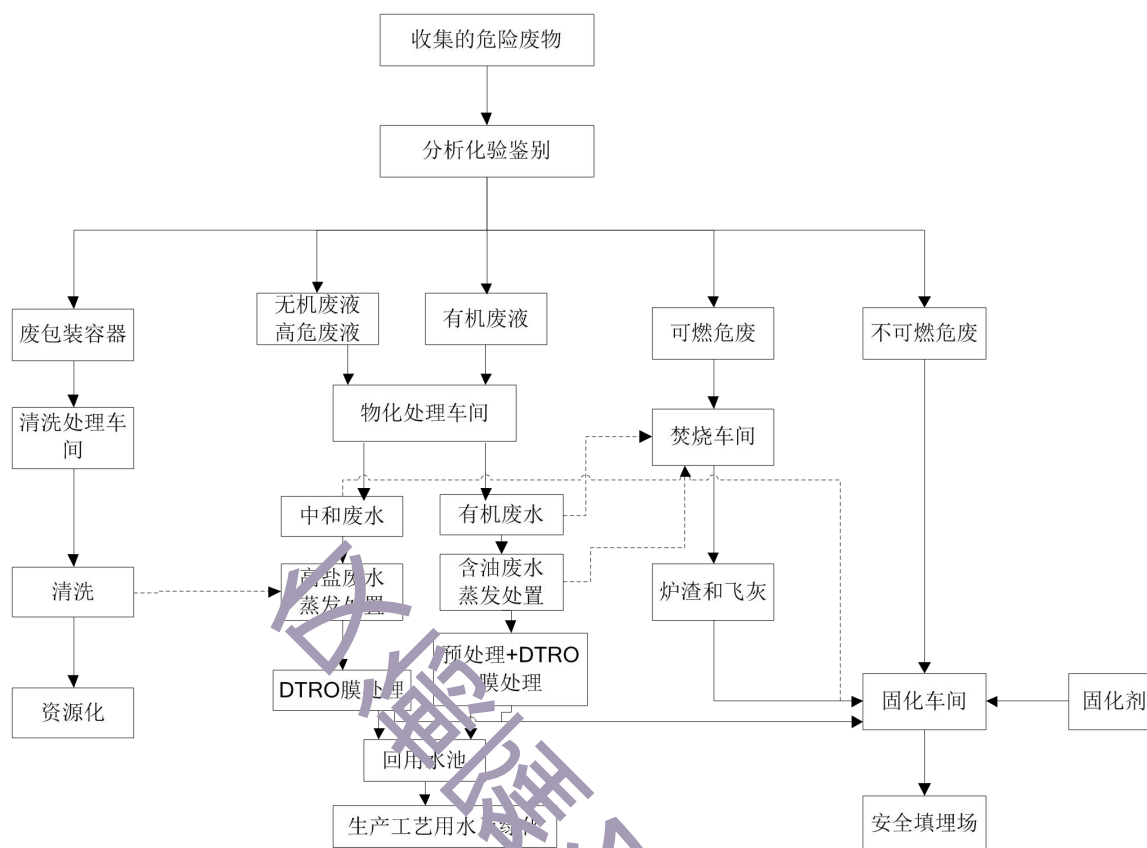 收集的危险废物
分析化验鉴别
废包装容器
无机废液
高危废液
有机废液
可燃危废
不可燃危废
清洗处理车
间
物化处理车间
焚烧车间
中和废水
有机废水
清洗
高盐废水
蒸发处置
含油废水
蒸发处置
炉渣和飞灰
资源化
DTRO膜处理
预处理+DTRO
膜处理
固化车间
固化剂
回用水池
生产工艺用水 绿化
安全填埋场